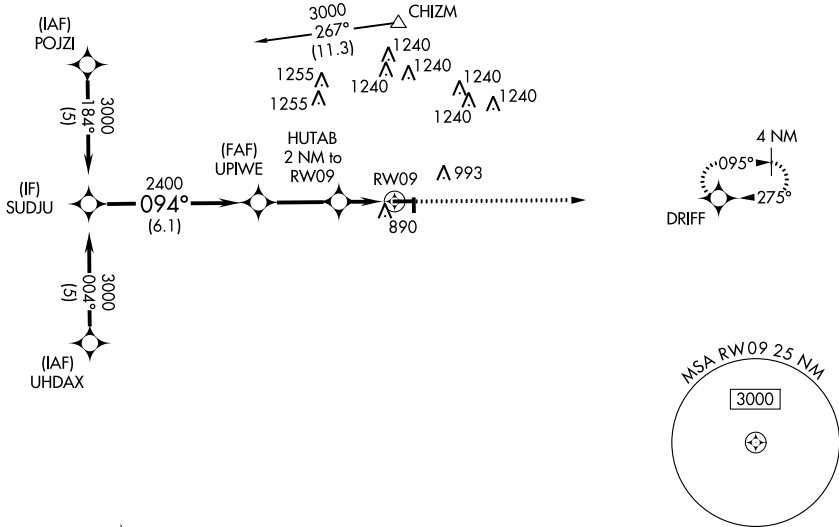 3000
CHIZM
267°
(11.3)
(IAF)
POJZI
1240
1240
1240
1255
1255
1240
1240
1240
3000
184°
(5)
HUTAB
2 NM to
RW09
(FAF)
UPIWE
4 NM
095°
275°
DRIFF
993
RW09
890
(IF)
SUDJU
2400
094°
(6.1)
3000
004°
(5)
(IAF)
UHDAX
MSA RW09 25 NM
3000